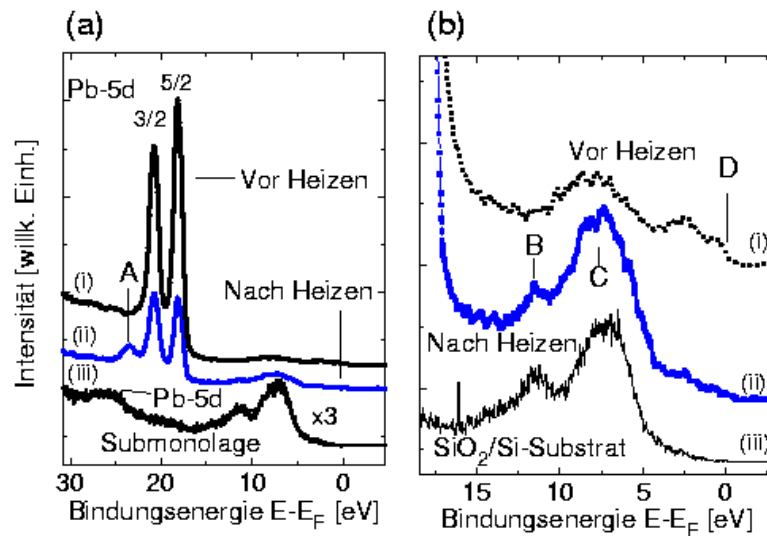 (a)
Pb-5d
3/2
5/2
Vor Heizen
A
Nach Heizen
(i)
(ii)
(iii)
Pb-5d
Submonolage
x3
30 20 10 0
Bindungsenergie E-E_F [eV]
Intensität [willk. Einh.]
(b)
Vor Heizen
D
(i)
B
C
Nach Heizen
(ii)
SiO₂/Si-Substrat
(iii)
15 10 5 0
Bindungsenergie E-E_F [eV]